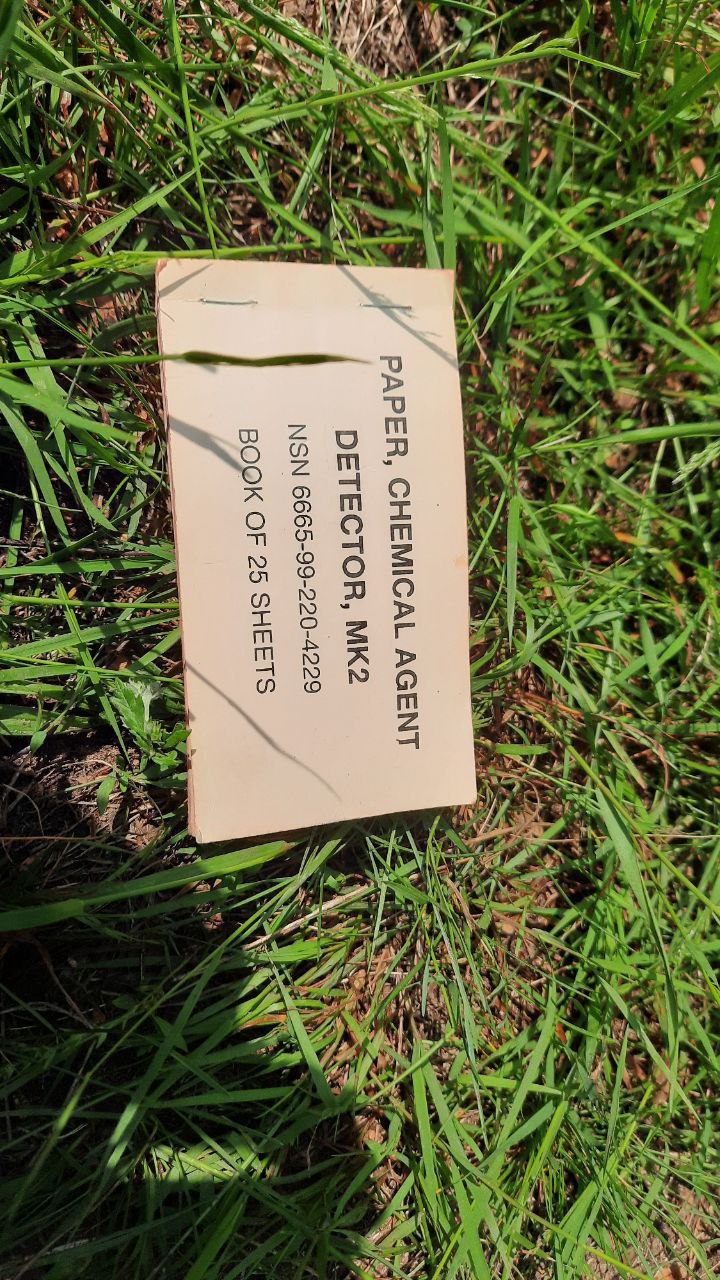 PAPER, CHEMICAL AGENT
DETECTOR, MK2
NSN 6665-99-220-4229
BOOK OF 25 SHEETS